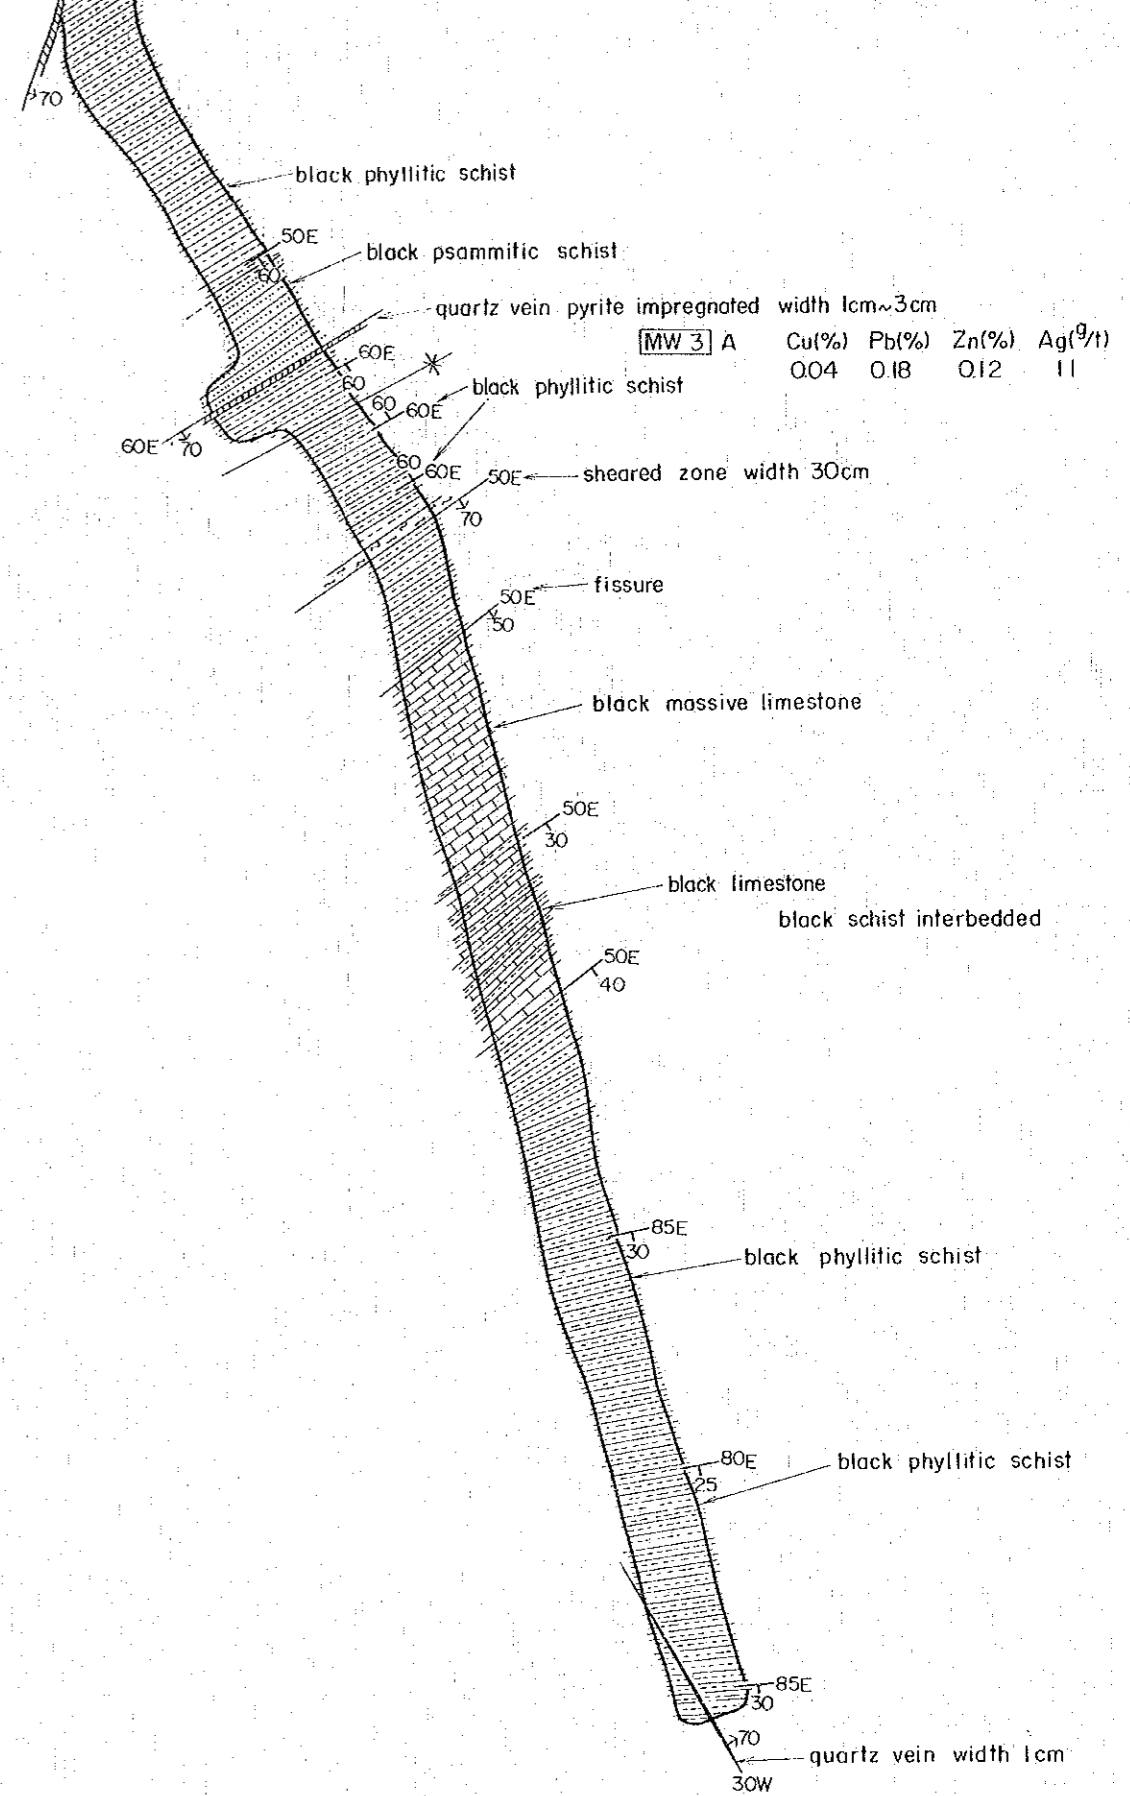 70
black phyllitic schist
50E
60
black psammitic schist
quartz vein pyrite impregnated width 1cm~3cm
MW 3 A Cu(%) Pb(%) Zn(%) Ag(g/t)
0.04 0.18 0.12 11
60E
60
black phyllitic schist
60
60E
60E
70
60
60E
50E
sheared zone width 30cm
70
fissure
50E
50
black massive limestone
50E
30
black limestone
black schist interbedded
50E
40
85E
30
black phyllitic schist
80E
25
black phyllitic schist
85E
30
70
quartz vein width 1cm
30W